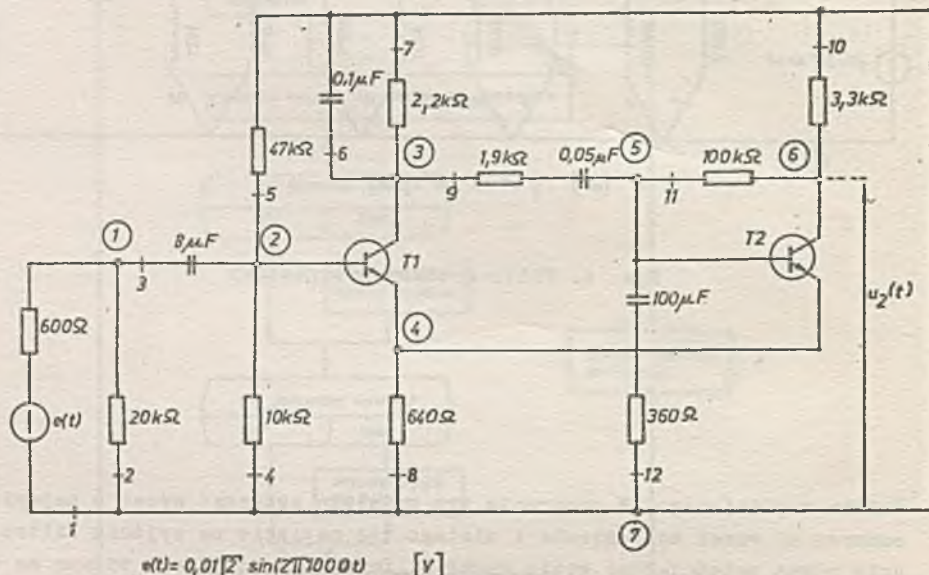 7
10
0,1μF
2,2kΩ
3,3kΩ
47kΩ
6
3
5
6
1,9kΩ
0,05μF
100kΩ
5
9
11
1
8μF
2
T1
T2
3
600Ω
4
100μF
u₂(t)
e(t)
20kΩ
10kΩ
640Ω
360Ω
2
4
8
12
1
7
e(t)= 0,01√2 sin(2Π1000t) [V]